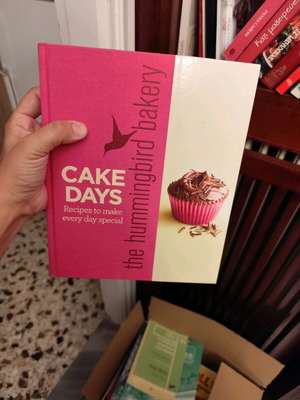 the hummingbird bakery
CAKE
DAYS
Recipes to make
every day special